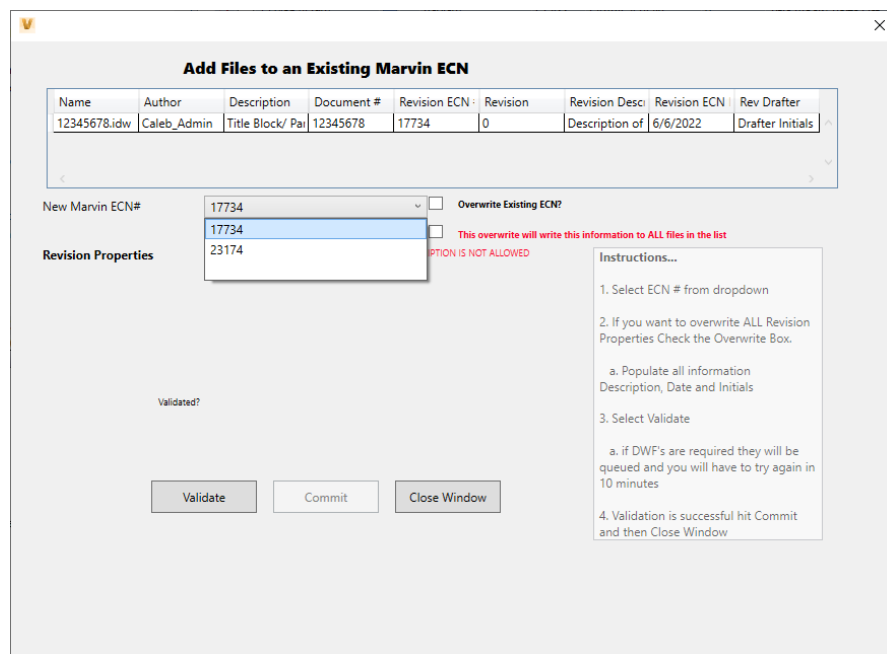 V
Add Files to an Existing Marvin ECN
Name Author Description Document # Revision ECN Revision Revision Descr Revision ECN Rev Drafter
12345678.idw Caleb_Admin Title Block/ Par 12345678 17734 0 Description of 6/6/2022 Drafter Initials
New Marvin ECN# 17734 Overwrite Existing ECN?
17734
This overwrite will write this information to ALL files in the list
23174
IS NOT ALLOWED
Revision Properties
Instructions...
1. Select ECN # from dropdown
2. If you want to overwrite ALL Revision
Properties Check the Overwrite Box.
a. Populate all information
Description, Date and Initials
3. Select Validate
a. if DWF's are required they will be
queued and you will have to try again in
10 minutes
4. Validation is successful hit Commit
and then Close Window
Validated?
Validate Commit Close Window